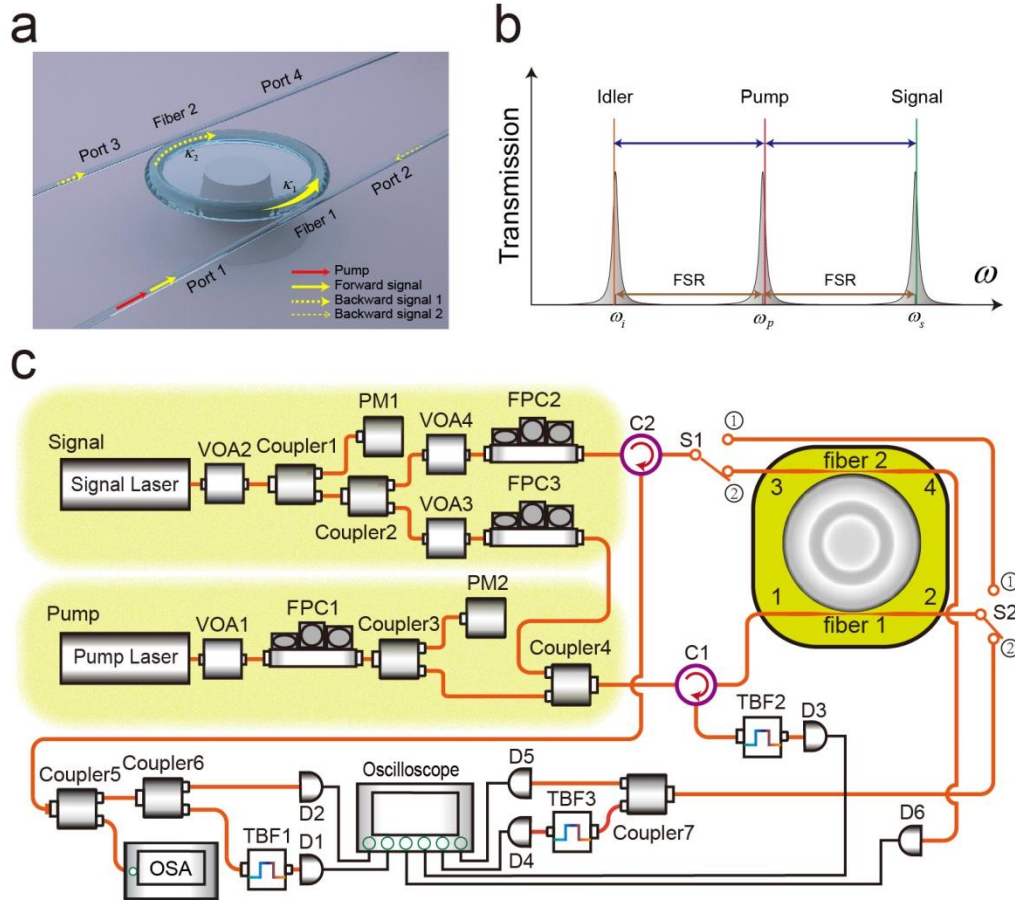 a
Port 4
Fiber 2
Port 3
κ₂
Port 2
κ₁
Fiber 1
Port 1
Pump
Forward signal
Backward signal 1
Backward signal 2
b
Transmission
Idler
Pump
Signal
FSR
FSR
ω
ωᵢ
ωₚ
ωₛ
c
Signal
Signal Laser
VOA2
Coupler1
PM1
VOA4
FPC2
C2
S1
①
②
Coupler2
VOA3
FPC3
fiber 2
3
4
1
2
fiber 1
①
S2
②
Pump
Pump Laser
VOA1
FPC1
Coupler3
PM2
Coupler4
C1
TBF2
D3
Coupler5
Coupler6
D2
Oscilloscope
D5
TBF3
D4
Coupler7
D6
OSA
TBF1
D1